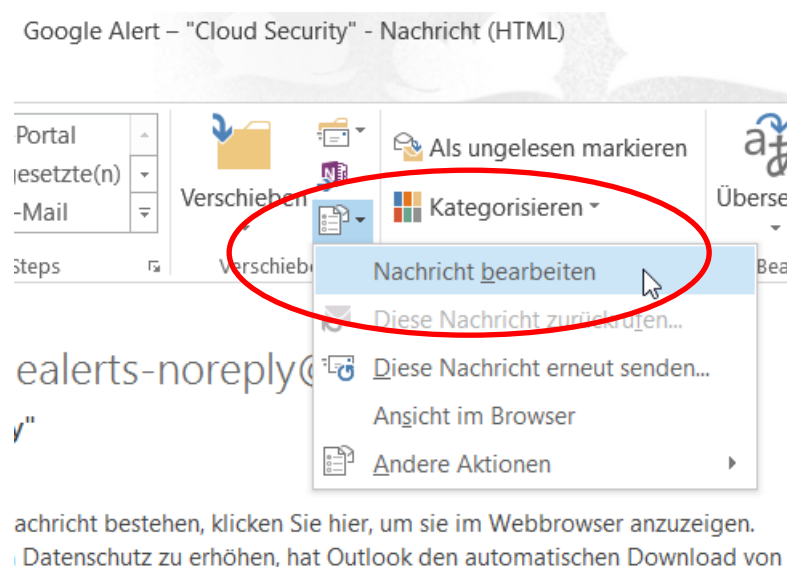 Google Alert – "Cloud Security" - Nachricht (HTML)
-Portal
gesetzte(n)
-Mail
Steps
Verschieben
Verschiebe
Als ungelesen markieren
Kategorisieren
Überse
Bea
Nachricht bearbeiten
Diese Nachricht zurückrufen...
Diese Nachricht erneut senden...
Ansicht im Browser
Andere Aktionen
ealerts-noreply@
y"
achricht bestehen, klicken Sie hier, um sie im Webbrowser anzuzeigen.
Datenschutz zu erhöhen, hat Outlook den automatischen Download von